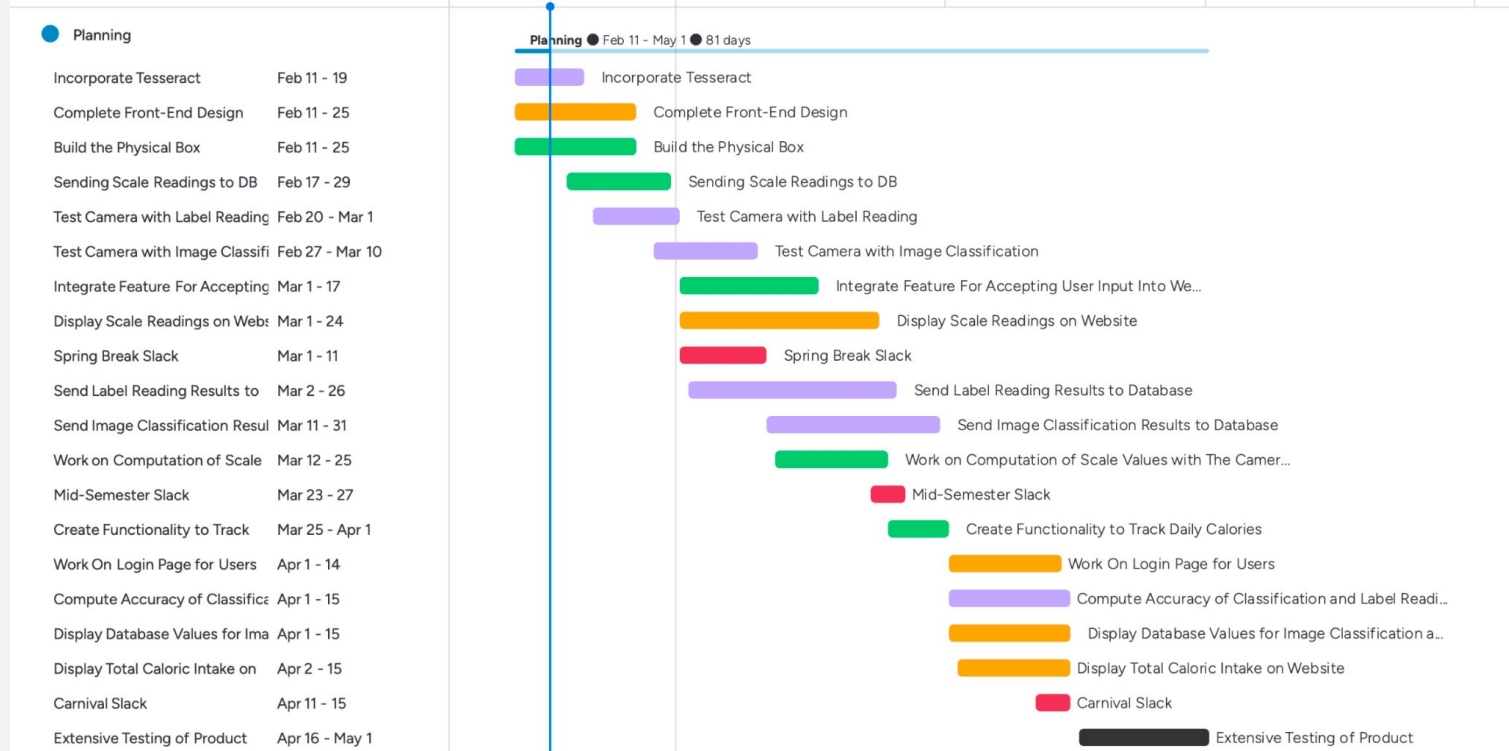 Planning
Planning ● Feb 11 - May 1 ● 81 days
Incorporate Tesseract Feb 11 - 19 Incorporate Tesseract
Complete Front-End Design Feb 11 - 25 Complete Front-End Design
Build the Physical Box Feb 11 - 25 Build the Physical Box
Sending Scale Readings to DB Feb 17 - 29 Sending Scale Readings to DB
Test Camera with Label Reading Feb 20 - Mar 1 Test Camera with Label Reading
Test Camera with Image Classifi Feb 27 - Mar 10 Test Camera with Image Classification
Integrate Feature For Accepting Mar 1 - 17 Integrate Feature For Accepting User Input Into We...
Display Scale Readings on Webs Mar 1 - 24 Display Scale Readings on Website
Spring Break Slack Mar 1 - 11 Spring Break Slack
Send Label Reading Results to Mar 2 - 26 Send Label Reading Results to Database
Send Image Classification Resul Mar 11 - 31 Send Image Classification Results to Database
Work on Computation of Scale Mar 12 - 25 Work on Computation of Scale Values with The Camer...
Mid-Semester Slack Mar 23 - 27 Mid-Semester Slack
Create Functionality to Track Mar 25 - Apr 1 Create Functionality to Track Daily Calories
Work On Login Page for Users Apr 1 - 14 Work On Login Page for Users
Compute Accuracy of Classifica Apr 1 - 15 Compute Accuracy of Classification and Label Readi...
Display Database Values for Ima Apr 1 - 15 Display Database Values for Image Classification a...
Display Total Caloric Intake on Apr 2 - 15 Display Total Caloric Intake on Website
Carnival Slack Apr 11 - 15 Carnival Slack
Extensive Testing of Product Apr 16 - May 1 Extensive Testing of Product